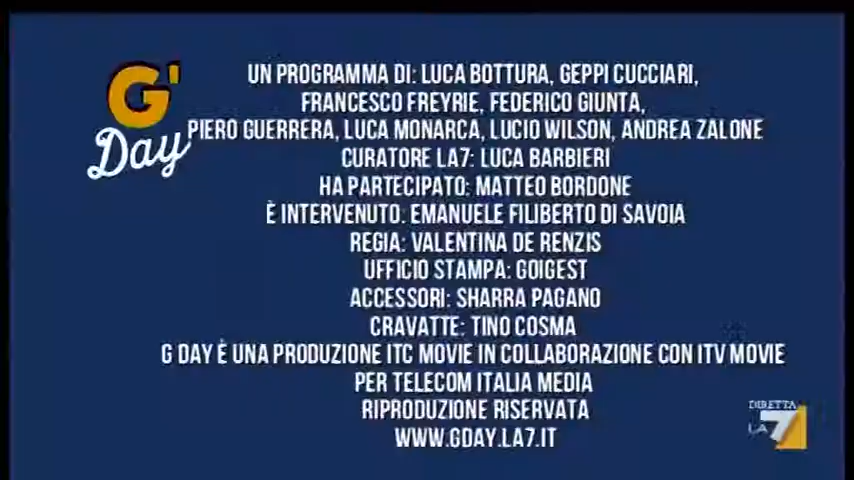 G'
Day
UN PROGRAMMA DI: LUCA BOTTURA, GEPPI CUCCIARI,
FRANCESCO FREYRIE, FEDERICO GIUNTA,
PIERO GUERRERA, LUCA MONARCA, LUCIO WILSON, ANDREA ZALONE
CURATORE LA7: LUCA BARBIERI
HA PARTECIPATO: MATTEO BORDONE
È INTERVENUTO: EMANUELE FILIBERTO DI SAVOIA
REGIA: VALENTINA DE RENZIS
UFFICIO STAMPA: GOIGEST
ACCESSORI: SHARRA PAGANO
CRAVATTE: TINO COSMA
G DAY È UNA PRODUZIONE ITC MOVIE IN COLLABORAZIONE CON ITV MOVIE
PER TELECOM ITALIA MEDIA
RIPRODUZIONE RISERVATA
WWW.GDAY.LA7.IT
DIRETTA
LA7